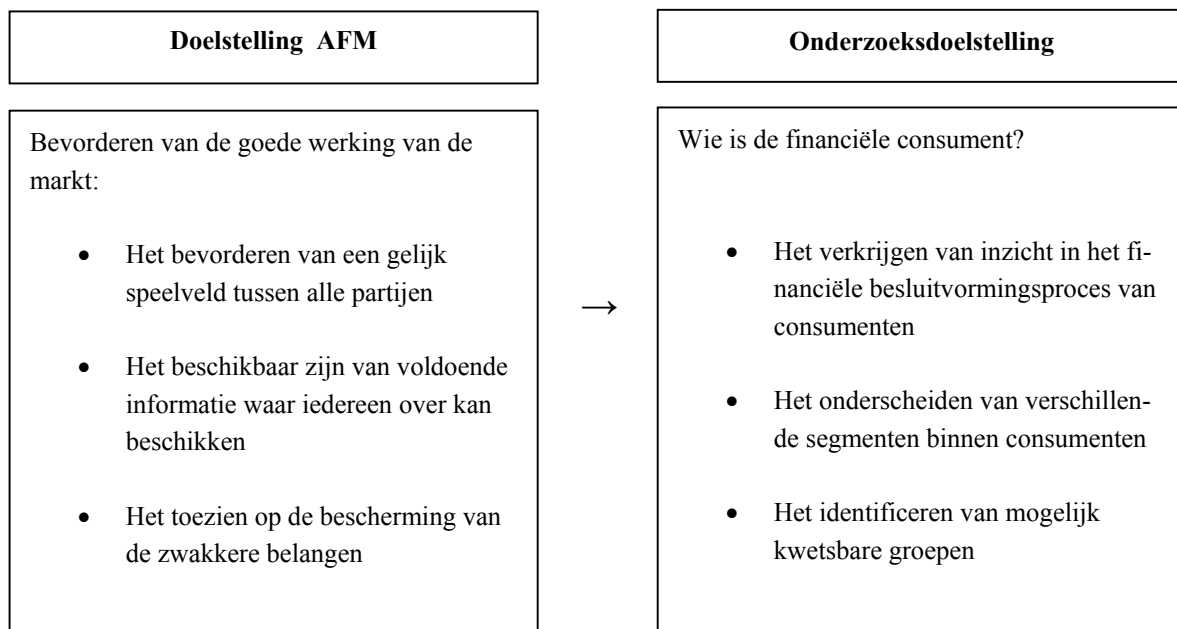 Doelstelling AFM
Bevorderen van de goede werking van de
markt:
• Het bevorderen van een gelijk
speelveld tussen alle partijen
• Het beschikbaar zijn van voldoende
informatie waar iedereen over kan
beschikken
• Het toezien op de bescherming van
de zwakkere belangen
→
Onderzoeksdoelstelling
Wie is de financiële consument?
• Het verkrijgen van inzicht in het fi-
nanciële besluitvormingsproces van
consumenten
• Het onderscheiden van verschillen-
de segmenten binnen consumenten
• Het identificeren van mogelijk
kwetsbare groepen